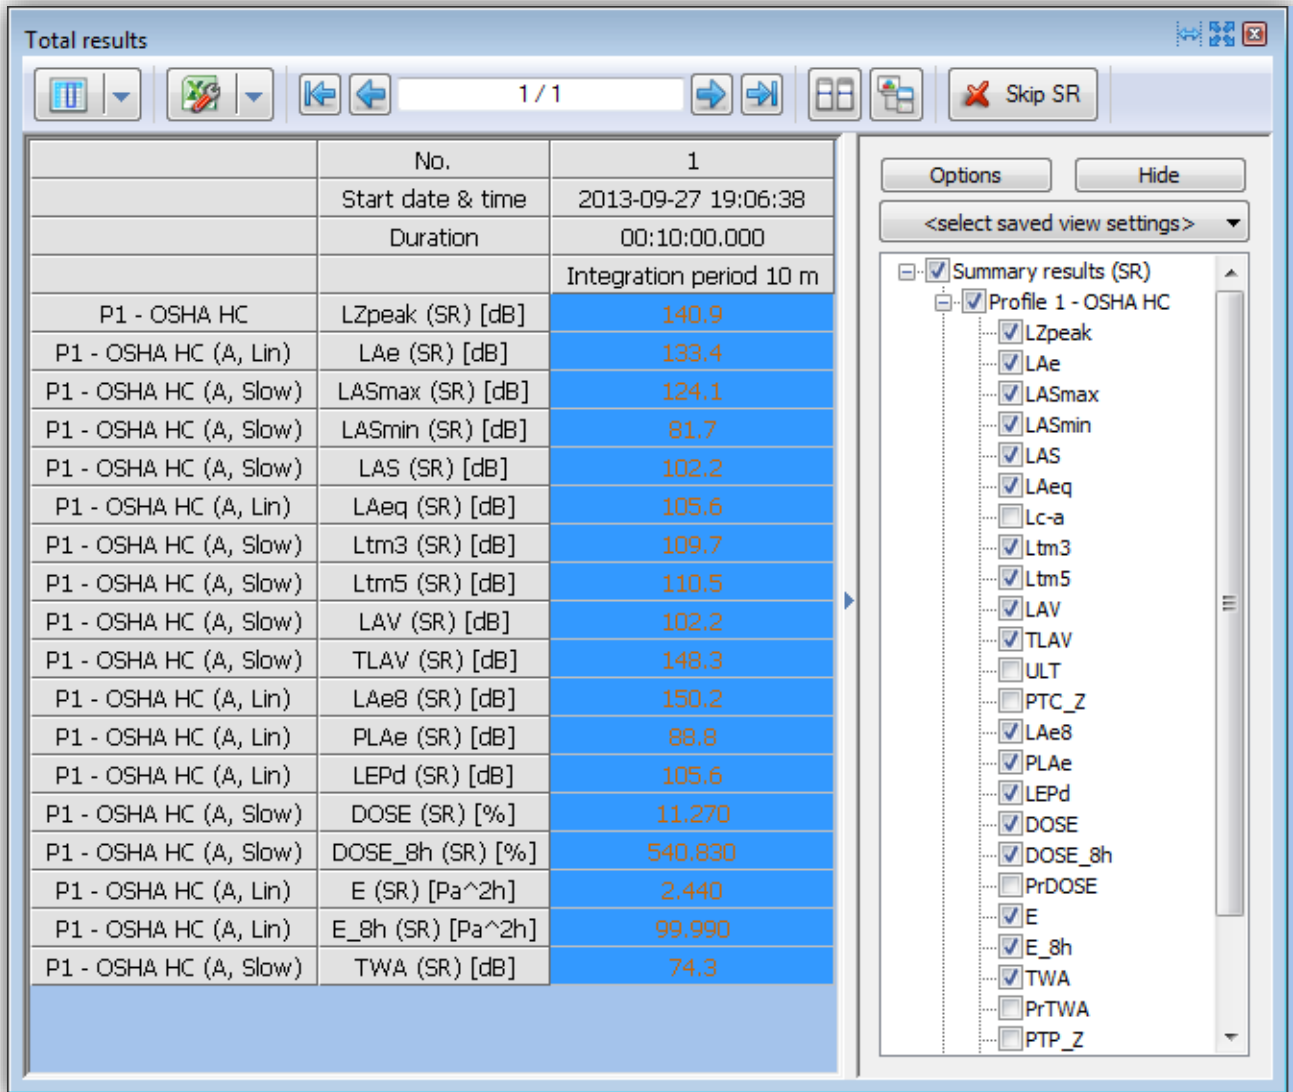 Total results
1 / 1
Skip SR
No. 1
Start date & time 2013-09-27 19:06:38
Duration 00:10:00.000
Integration period 10 m
P1 - OSHA HC LZpeak (SR) [dB] 140.9
P1 - OSHA HC (A, Lin) LAe (SR) [dB] 133.4
P1 - OSHA HC (A, Slow) LASmax (SR) [dB] 124.1
P1 - OSHA HC (A, Slow) LASmin (SR) [dB] 81.7
P1 - OSHA HC (A, Slow) LAS (SR) [dB] 102.2
P1 - OSHA HC (A, Lin) LAeq (SR) [dB] 105.6
P1 - OSHA HC (A, Slow) Ltm3 (SR) [dB] 109.7
P1 - OSHA HC (A, Slow) Ltm5 (SR) [dB] 110.5
P1 - OSHA HC (A, Slow) LAV (SR) [dB] 102.2
P1 - OSHA HC (A, Slow) TLAV (SR) [dB] 148.3
P1 - OSHA HC (A, Lin) LAe8 (SR) [dB] 150.2
P1 - OSHA HC (A, Lin) PLAe (SR) [dB] 88.8
P1 - OSHA HC (A, Lin) LEPd (SR) [dB] 105.6
P1 - OSHA HC (A, Slow) DOSE (SR) [%] 11.270
P1 - OSHA HC (A, Slow) DOSE_8h (SR) [%] 540.830
P1 - OSHA HC (A, Lin) E (SR) [Pa^2h] 2.440
P1 - OSHA HC (A, Lin) E_8h (SR) [Pa^2h] 99.990
P1 - OSHA HC (A, Slow) TWA (SR) [dB] 74.3
Options Hide
<select saved view settings>
Summary results (SR)
Profile 1 - OSHA HC
LZpeak
LAe
LASmax
LASmin
LAS
LAeq
Lc-a
Ltm3
Ltm5
LAV
TLAV
ULT
PTC_Z
LAe8
PLAe
LEPd
DOSE
DOSE_8h
PrDOSE
E
E_8h
TWA
PrTWA
PTP_Z